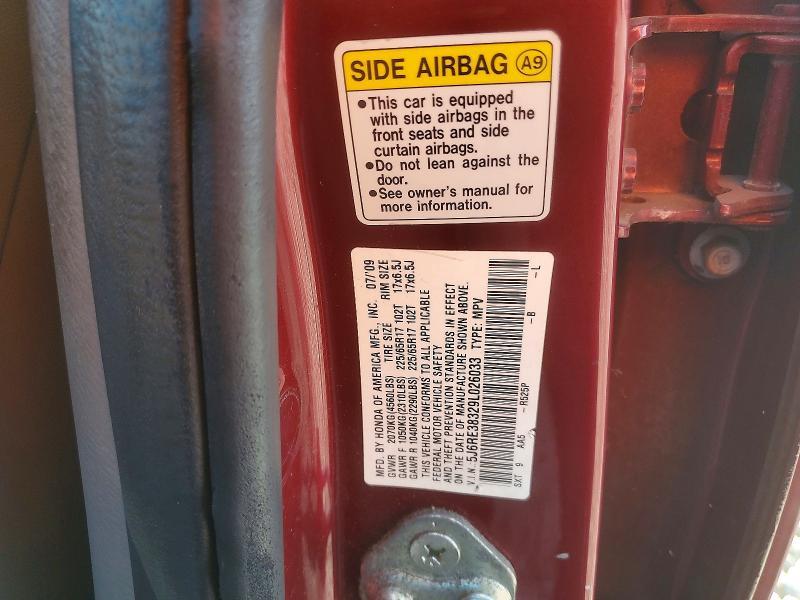 SIDE AIRBAG A9
●This car is equipped
with side airbags in the
front seats and side
curtain airbags.
●Do not lean against the
door.
●See owner's manual for
more information.
MFD. BY HONDA OF AMERICA MFG., INC. 07/'09
TIRE SIZE RIM SIZE
GVWR 2070KG(4560LBS)
GAWR F 1050KG(2310LBS) 225/65R17 102T 17x6.5J
GAWR R 1040KG(2290LBS) 225/65R17 102T 17x6.5J
THIS VEHICLE CONFORMS TO ALL APPLICABLE
FEDERAL MOTOR VEHICLE SAFETY
AND THEFT PREVENTION STANDARDS IN EFFECT
ON THE DATE OF MANUFACTURE SHOWN ABOVE.
V.I.N. 5J6RE38329L026033 TYPE: MPV
SXT 9 AA5 -R525P -B -L